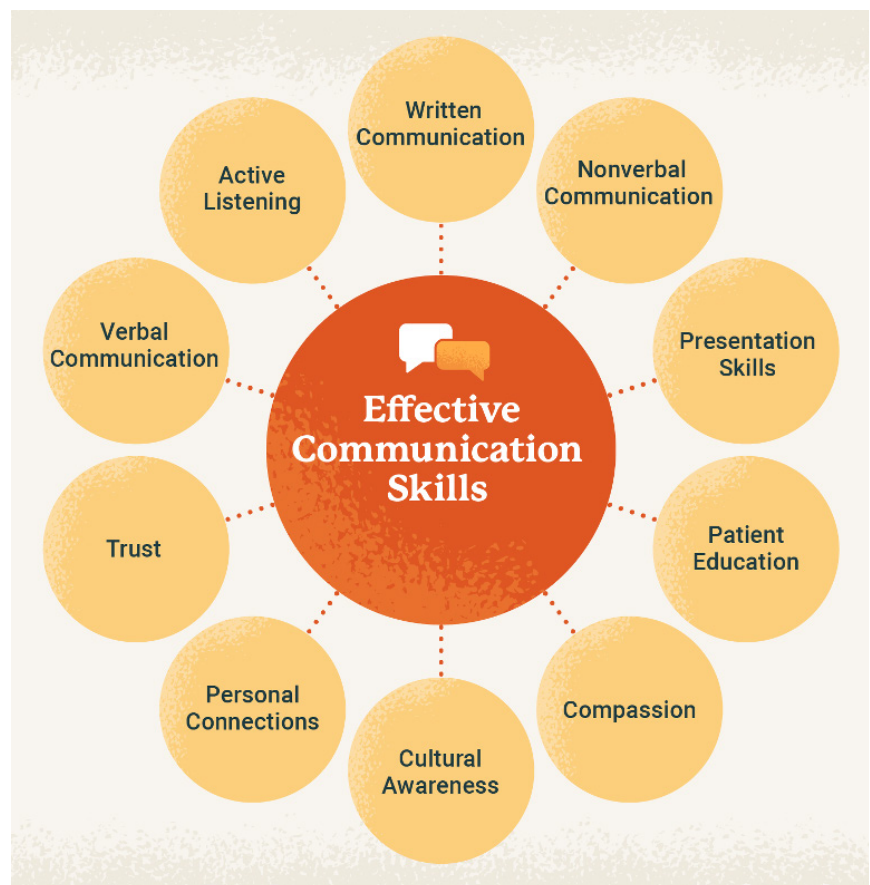 Written
Communication
Nonverbal
Communication
Presentation
Skills
Patient
Education
Compassion
Cultural
Awareness
Personal
Connections
Trust
Verbal
Communication
Active
Listening
Effective
Communication
Skills